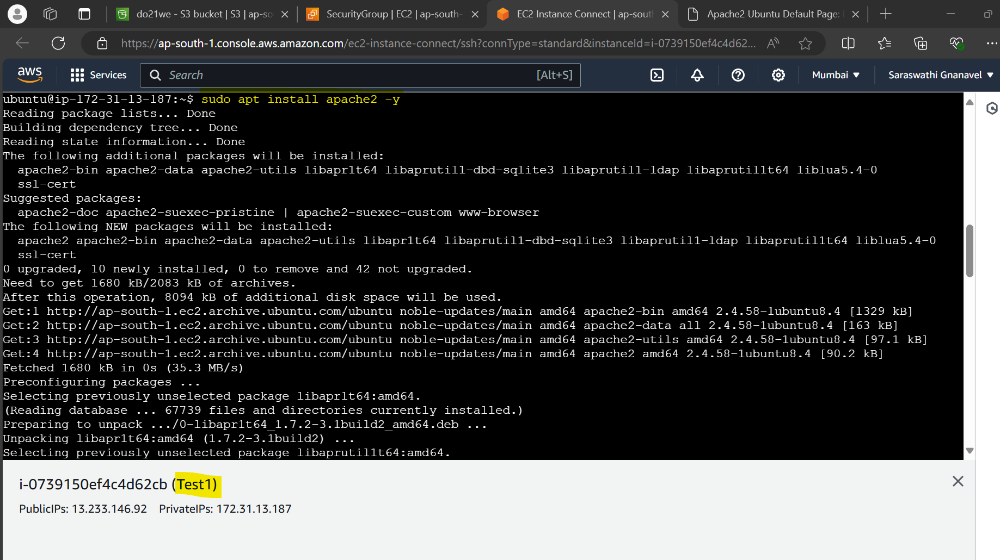 do21we - S3 bucket | S3 | ap-so
SecurityGroup | EC2 | ap-south-
EC2 Instance Connect | ap-sout
Apache2 Ubuntu Default Page:
https://ap-south-1.console.aws.amazon.com/ec2-instance-connect/ssh?connType=standard&instanceId=i-0739150ef4c4d62...
aws
Services
Search
[Alt+S]
Mumbai
Saraswathi Gnanavel
ubuntu@ip-172-31-13-187:~$ sudo apt install apache2 -y
Reading package lists... Done
Building dependency tree... Done
Reading state information... Done
The following additional packages will be installed:
  apache2-bin apache2-data apache2-utils libapr1t64 libaprutil1-dbd-sqlite3 libaprutil1-ldap libaprutil1t64 liblua5.4-0
  ssl-cert
Suggested packages:
  apache2-doc apache2-suexec-pristine | apache2-suexec-custom www-browser
The following NEW packages will be installed:
  apache2 apache2-bin apache2-data apache2-utils libapr1t64 libaprutil1-dbd-sqlite3 libaprutil1-ldap libaprutil1t64 liblua5.4-0
  ssl-cert
0 upgraded, 10 newly installed, 0 to remove and 42 not upgraded.
Need to get 1680 kB/2083 kB of archives.
After this operation, 8094 kB of additional disk space will be used.
Get:1 http://ap-south-1.ec2.archive.ubuntu.com/ubuntu noble-updates/main amd64 apache2-bin amd64 2.4.58-1ubuntu8.4 [1329 kB]
Get:2 http://ap-south-1.ec2.archive.ubuntu.com/ubuntu noble-updates/main amd64 apache2-data all 2.4.58-1ubuntu8.4 [163 kB]
Get:3 http://ap-south-1.ec2.archive.ubuntu.com/ubuntu noble-updates/main amd64 apache2-utils amd64 2.4.58-1ubuntu8.4 [97.1 kB]
Get:4 http://ap-south-1.ec2.archive.ubuntu.com/ubuntu noble-updates/main amd64 apache2 amd64 2.4.58-1ubuntu8.4 [90.2 kB]
Fetched 1680 kB in 0s (35.3 MB/s)
Preconfiguring packages ...
Selecting previously unselected package libapr1t64:amd64.
(Reading database ... 67739 files and directories currently installed.)
Preparing to unpack .../0-libapr1t64_1.7.2-3.1build2_amd64.deb ...
Unpacking libapr1t64:amd64 (1.7.2-3.1build2) ...
Selecting previously unselected package libaprutil1t64:amd64.
i-0739150ef4c4d62cb (Test1)
PublicIPs: 13.233.146.92 PrivateIPs: 172.31.13.187